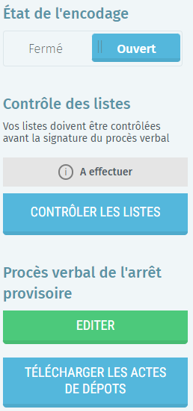 État de l'encodage
Fermé
Ouvert
Contrôle des listes
Vos listes doivent être contrôlées
avant la signature du procès verbal
A effectuer
CONTRÔLER LES LISTES
Procès verbal de l'arrêt
provisoire
EDITER
TÉLÉCHARGER LES ACTES
DE DÉPOTS